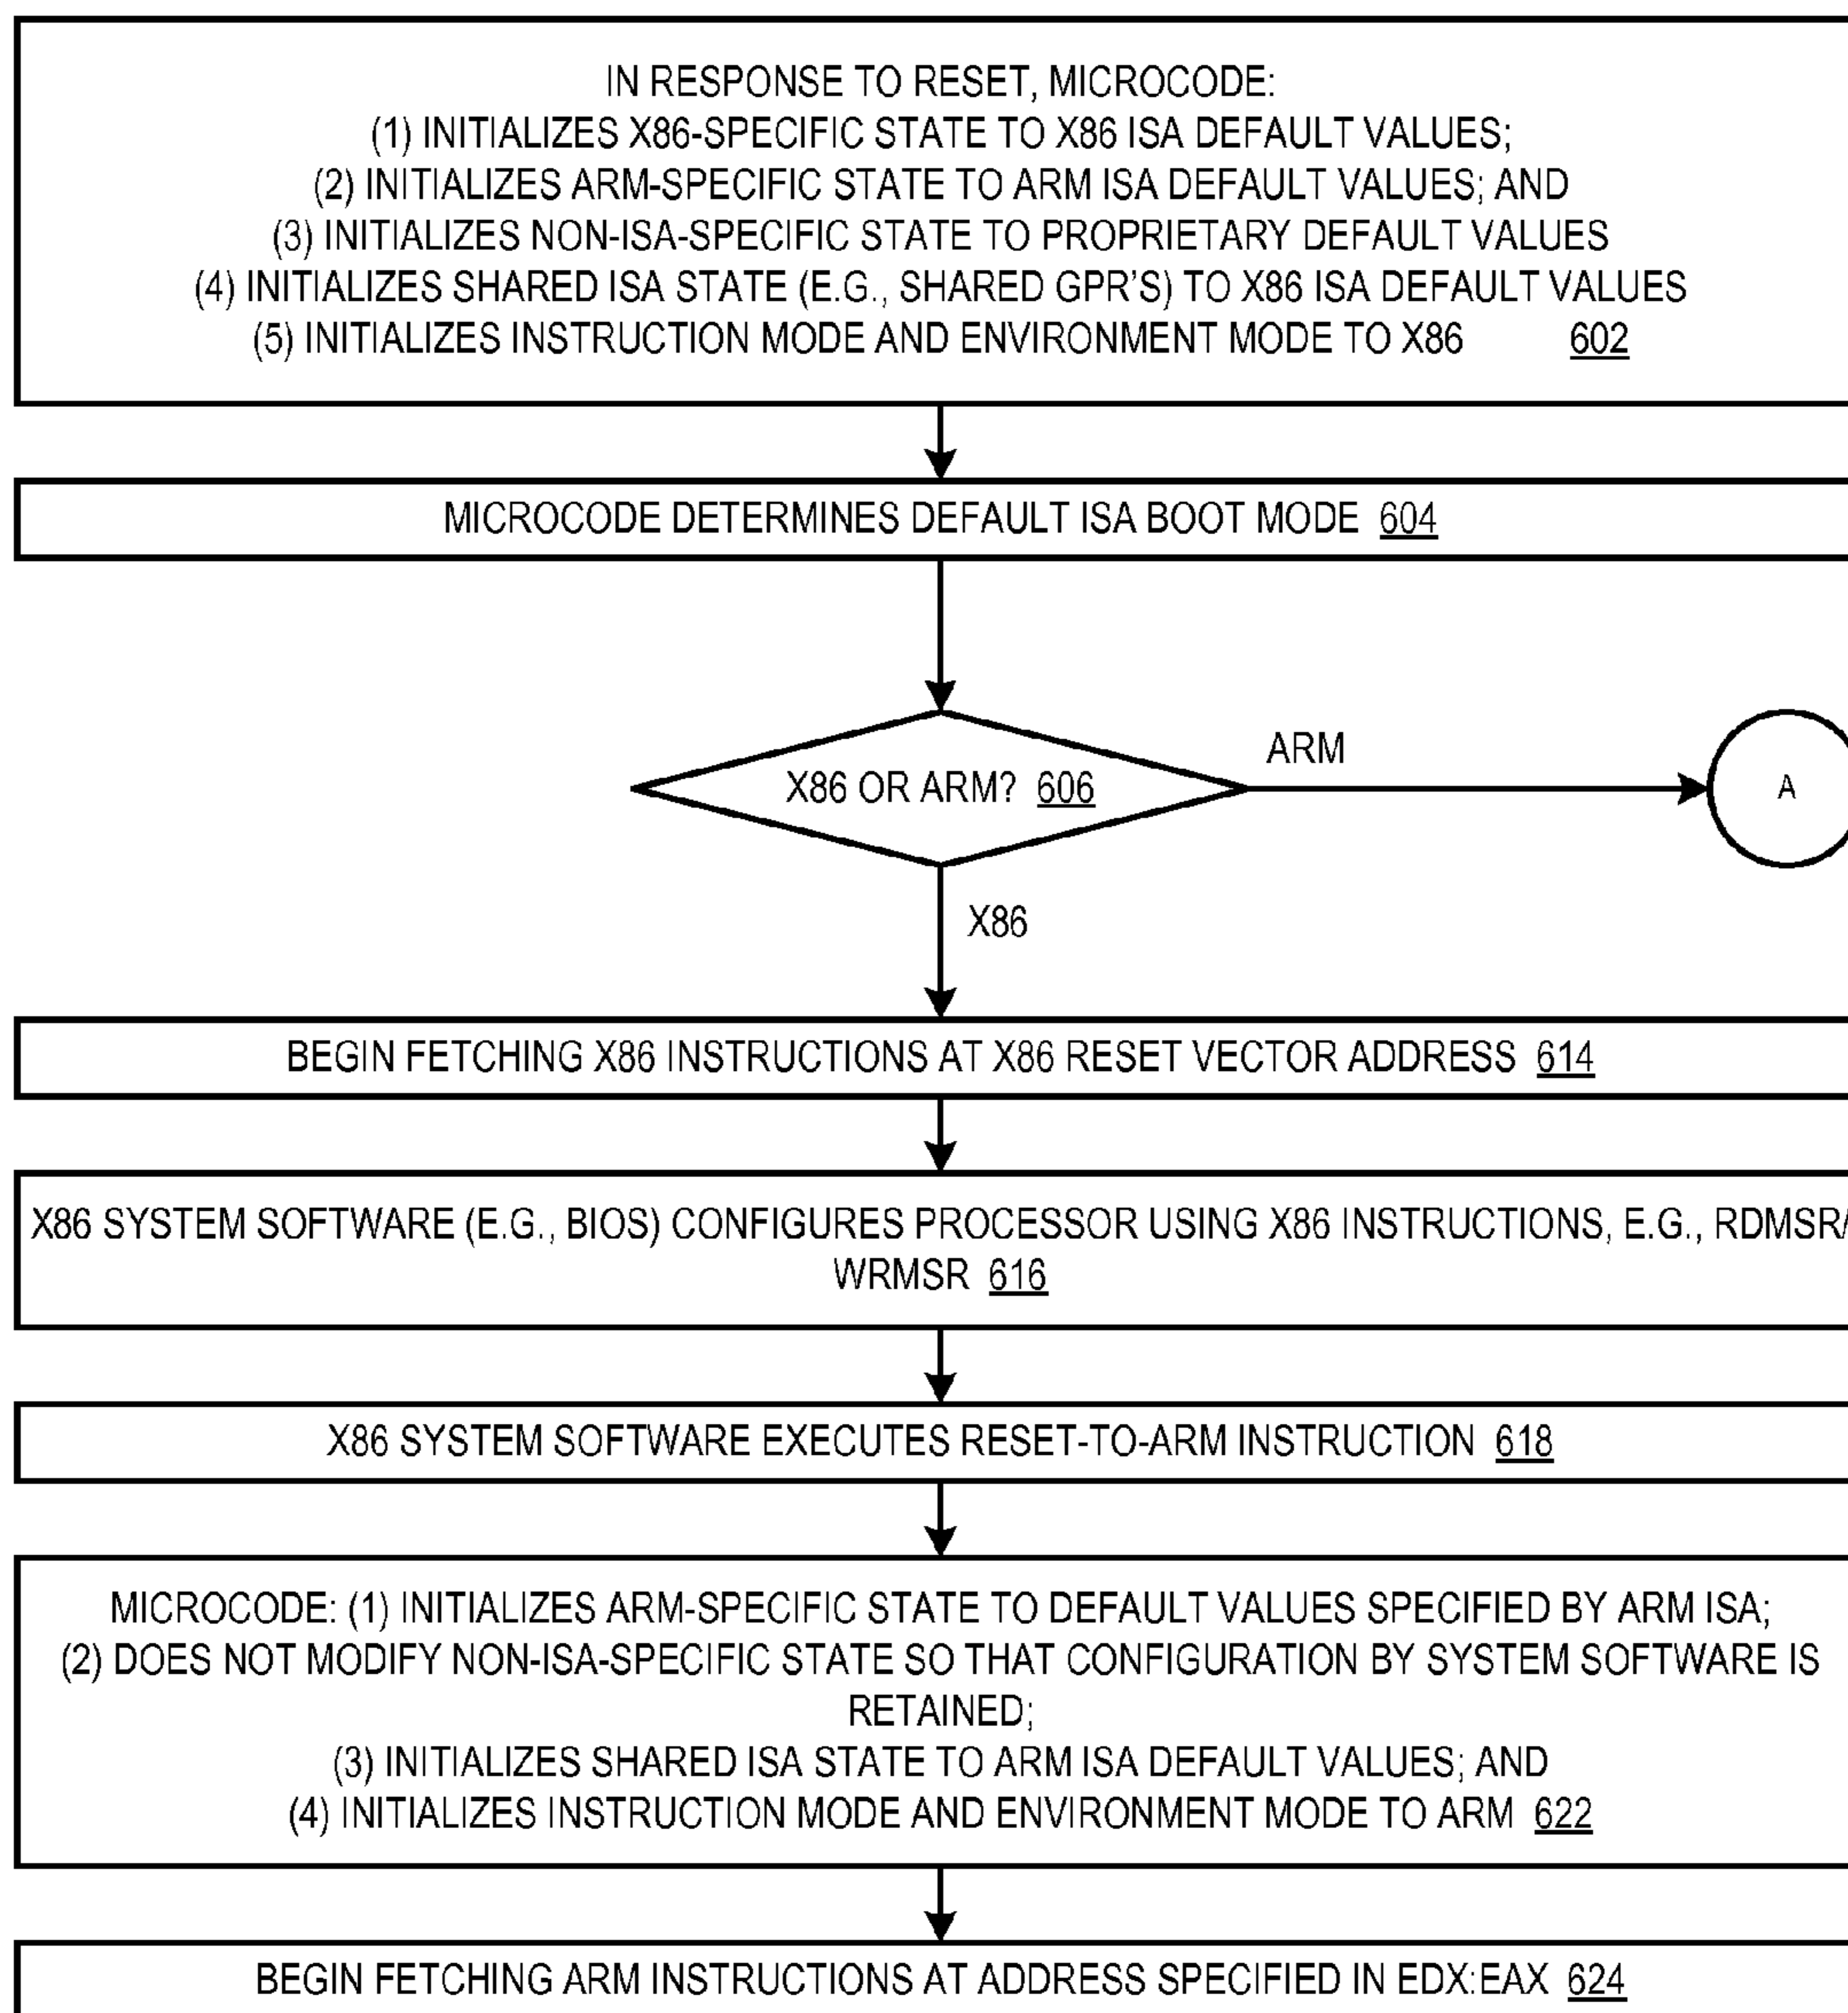 IN RESPONSE TO RESET, MICROCODE:
(1) INITIALIZES X86-SPECIFIC STATE TO X86 ISA DEFAULT VALUES;
(2) INITIALIZES ARM-SPECIFIC STATE TO ARM ISA DEFAULT VALUES; AND
(3) INITIALIZES NON-ISA-SPECIFIC STATE TO PROPRIETARY DEFAULT VALUES
(4) INITIALIZES SHARED ISA STATE (E.G., SHARED GPR'S) TO X86 ISA DEFAULT VALUES
(5) INITIALIZES INSTRUCTION MODE AND ENVIRONMENT MODE TO X86 602
MICROCODE DETERMINES DEFAULT ISA BOOT MODE 604
ARM
X86 OR ARM? 606
A
X86
BEGIN FETCHING X86 INSTRUCTIONS AT X86 RESET VECTOR ADDRESS 614
X86 SYSTEM SOFTWARE (E.G., BIOS) CONFIGURES PROCESSOR USING X86 INSTRUCTIONS, E.G., RDMSR/
WRMSR 616
X86 SYSTEM SOFTWARE EXECUTES RESET-TO-ARM INSTRUCTION 618
MICROCODE: (1) INITIALIZES ARM-SPECIFIC STATE TO DEFAULT VALUES SPECIFIED BY ARM ISA;
(2) DOES NOT MODIFY NON-ISA-SPECIFIC STATE SO THAT CONFIGURATION BY SYSTEM SOFTWARE IS
RETAINED;
(3) INITIALIZES SHARED ISA STATE TO ARM ISA DEFAULT VALUES; AND
(4) INITIALIZES INSTRUCTION MODE AND ENVIRONMENT MODE TO ARM 622
BEGIN FETCHING ARM INSTRUCTIONS AT ADDRESS SPECIFIED IN EDX:EAX 624